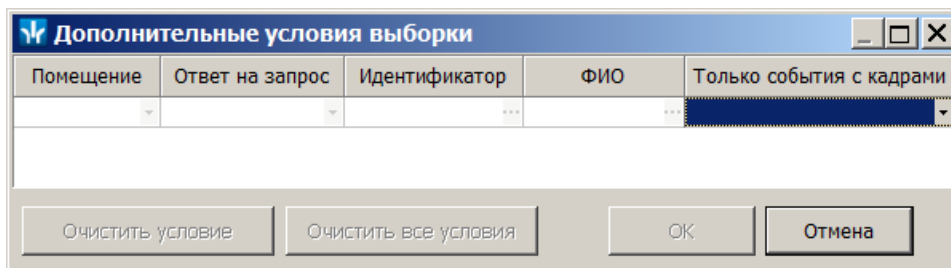 Дополнительные условия выборки
Помещение Ответ на запрос Идентификатор ФИО Только события с кадрами
Очистить условие Очистить все условия OK Отмена